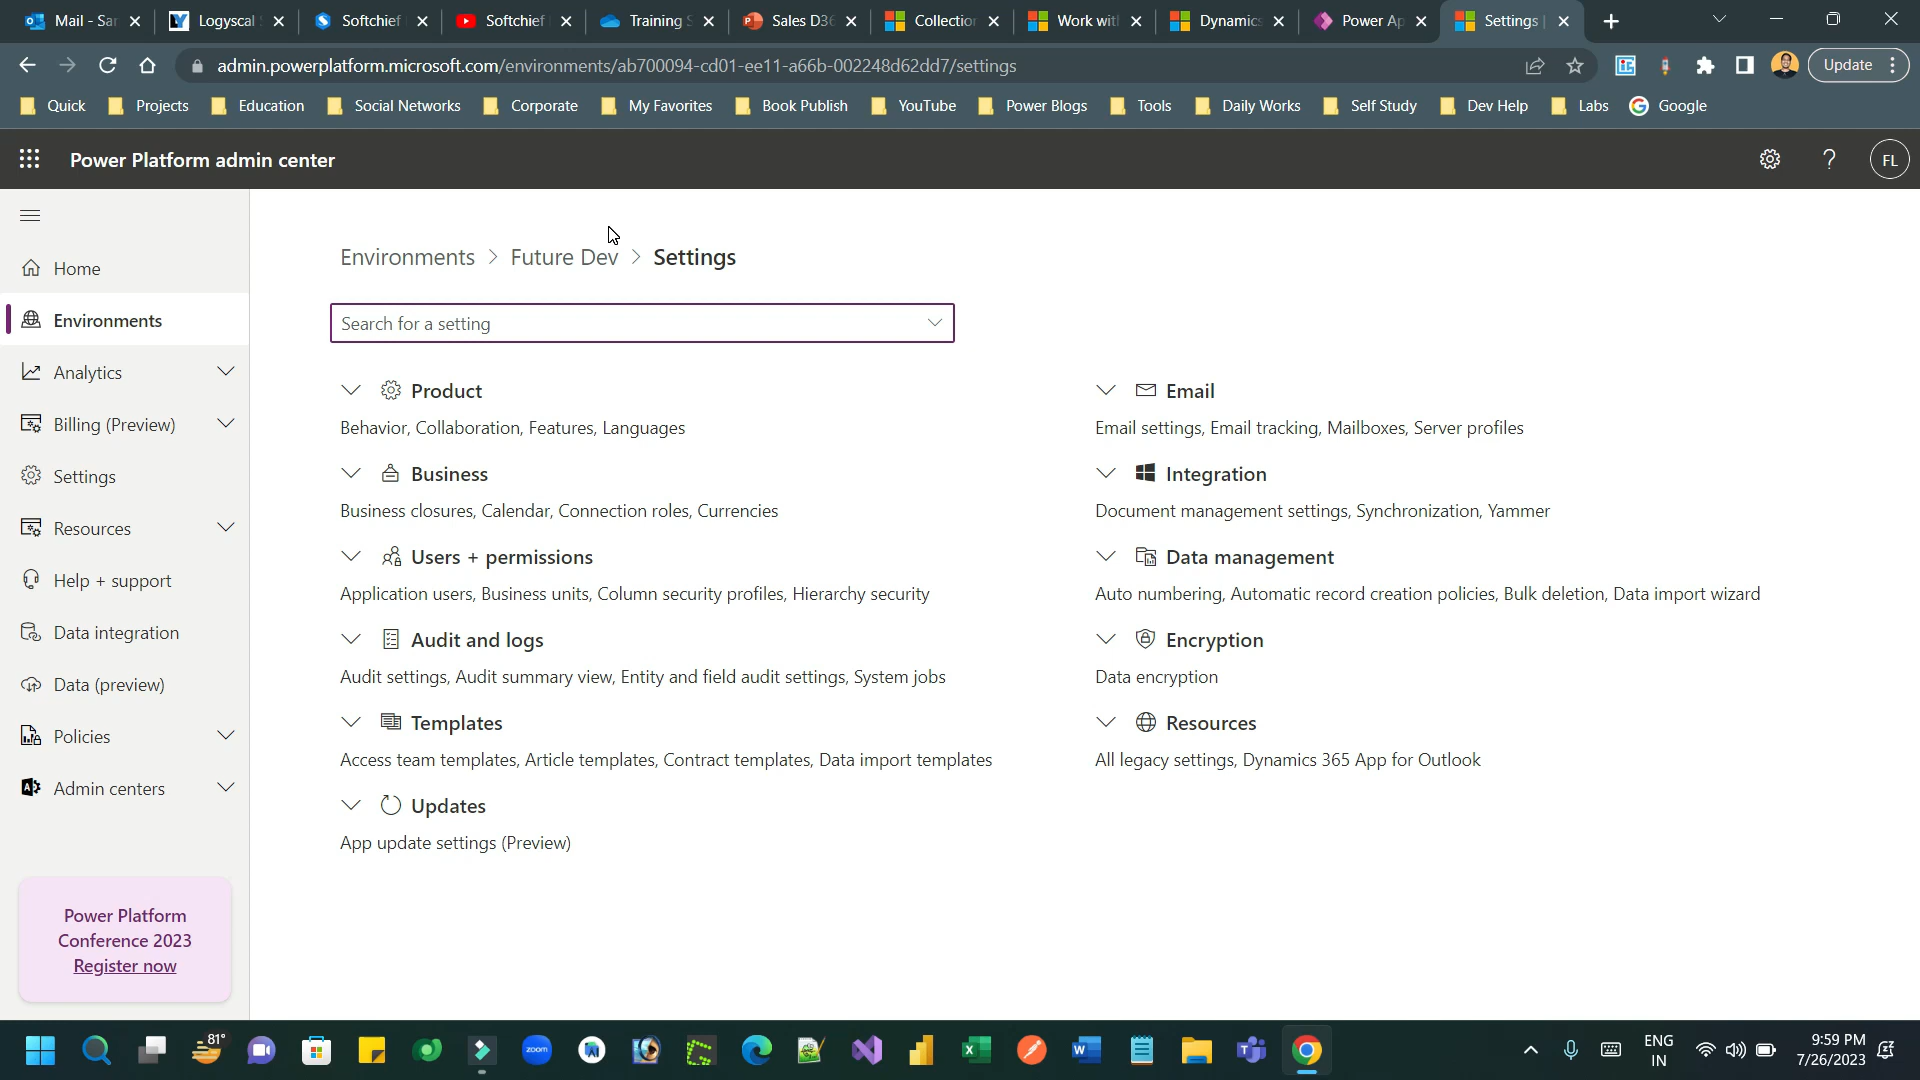 Mail - Sar
Logyscal
Softchief
Softchief
Training S
Sales D36
Collection
Work with
Dynamics
Power Ap
Settings |
admin.powerplatform.microsoft.com/environments/ab700094-cd01-ee11-a66b-002248d62dd7/settings
Update
Quick
Projects
Education
Social Networks
Corporate
My Favorites
Book Publish
YouTube
Power Blogs
Tools
Daily Works
Self Study
Dev Help
Labs
Google
Power Platform admin center
FL
Home
Environments
Analytics
Billing (Preview)
Settings
Resources
Help + support
Data integration
Data (preview)
Policies
Admin centers
Power Platform
Conference 2023
Register now
Environments > Future Dev > Settings
Search for a setting
Product
Behavior, Collaboration, Features, Languages
Business
Business closures, Calendar, Connection roles, Currencies
Users + permissions
Application users, Business units, Column security profiles, Hierarchy security
Audit and logs
Audit settings, Audit summary view, Entity and field audit settings, System jobs
Templates
Access team templates, Article templates, Contract templates, Data import templates
Updates
App update settings (Preview)
Email
Email settings, Email tracking, Mailboxes, Server profiles
Integration
Document management settings, Synchronization, Yammer
Data management
Auto numbering, Automatic record creation policies, Bulk deletion, Data import wizard
Encryption
Data encryption
Resources
All legacy settings, Dynamics 365 App for Outlook
81°
zoom
ENG
IN
9:59 PM
7/26/2023